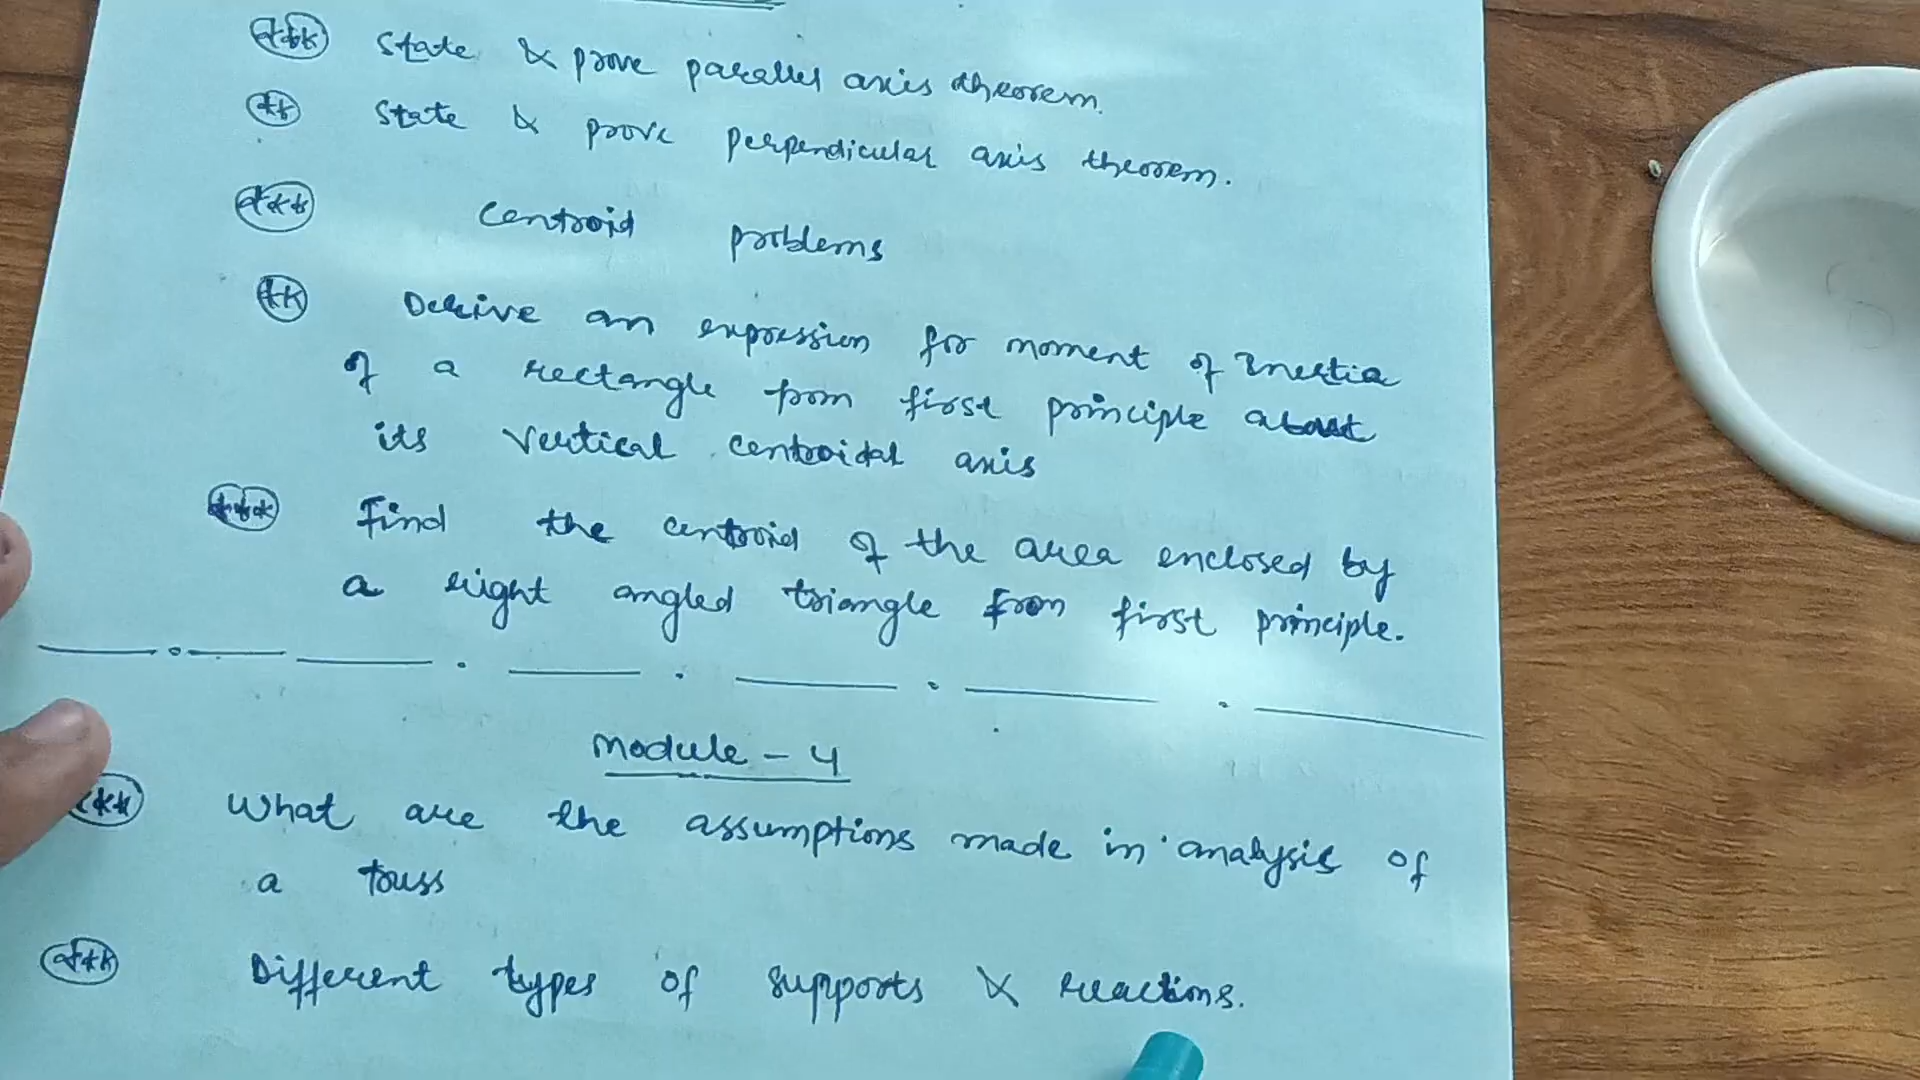 *** State & prove parallel axis theorem.
** State & prove perpendicular axis theorem.
*** Centroid problems
** Derive an expression for moment of Inertia
of a rectangle from first principle about
its vertical centroidal axis
*** Find the centroid of the area enclosed by
a right angled triangle from first principle.
Module - 4
*** What are the assumptions made in analysis of
a truss
*** Different types of supports & reactions.